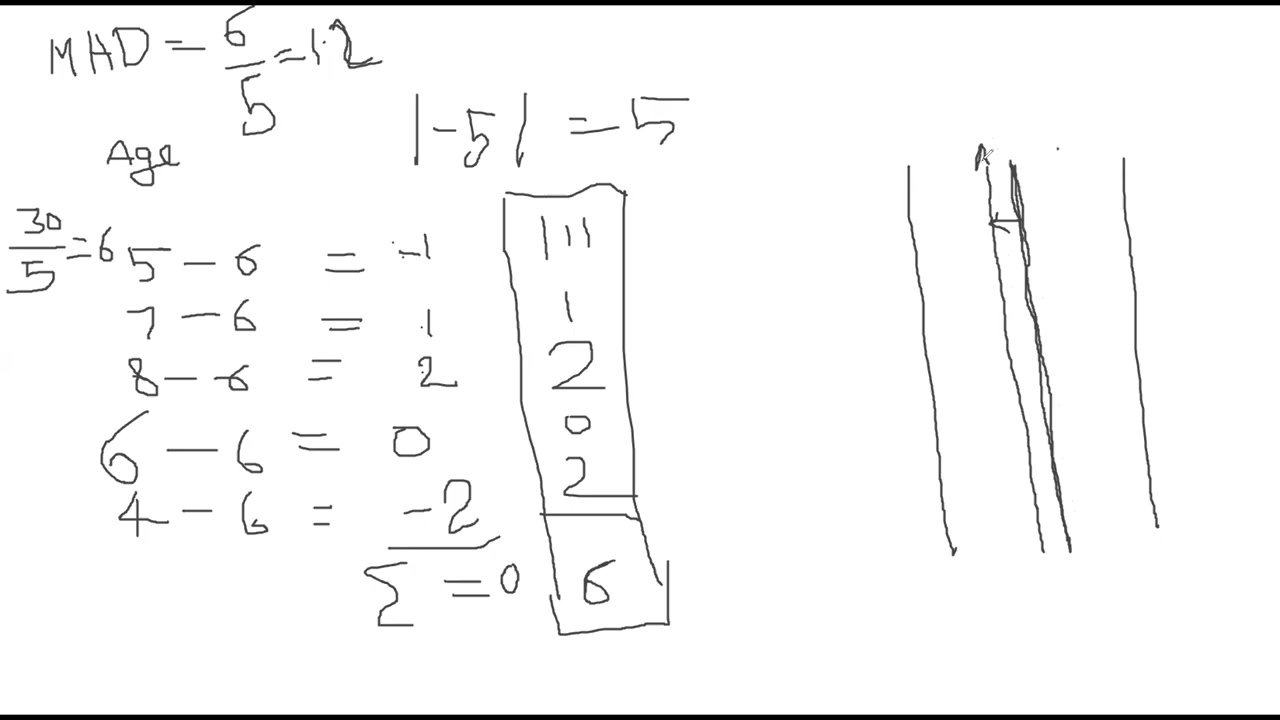 MAD = 6/5 = 1.2
|-5| = 5
Age
30/5 = 6
5 - 6 = -1 |1|
7 - 6 = 1 1
8 - 6 = 2 2
6 - 6 = 0 0
4 - 6 = -2 2
Σ = 0 6